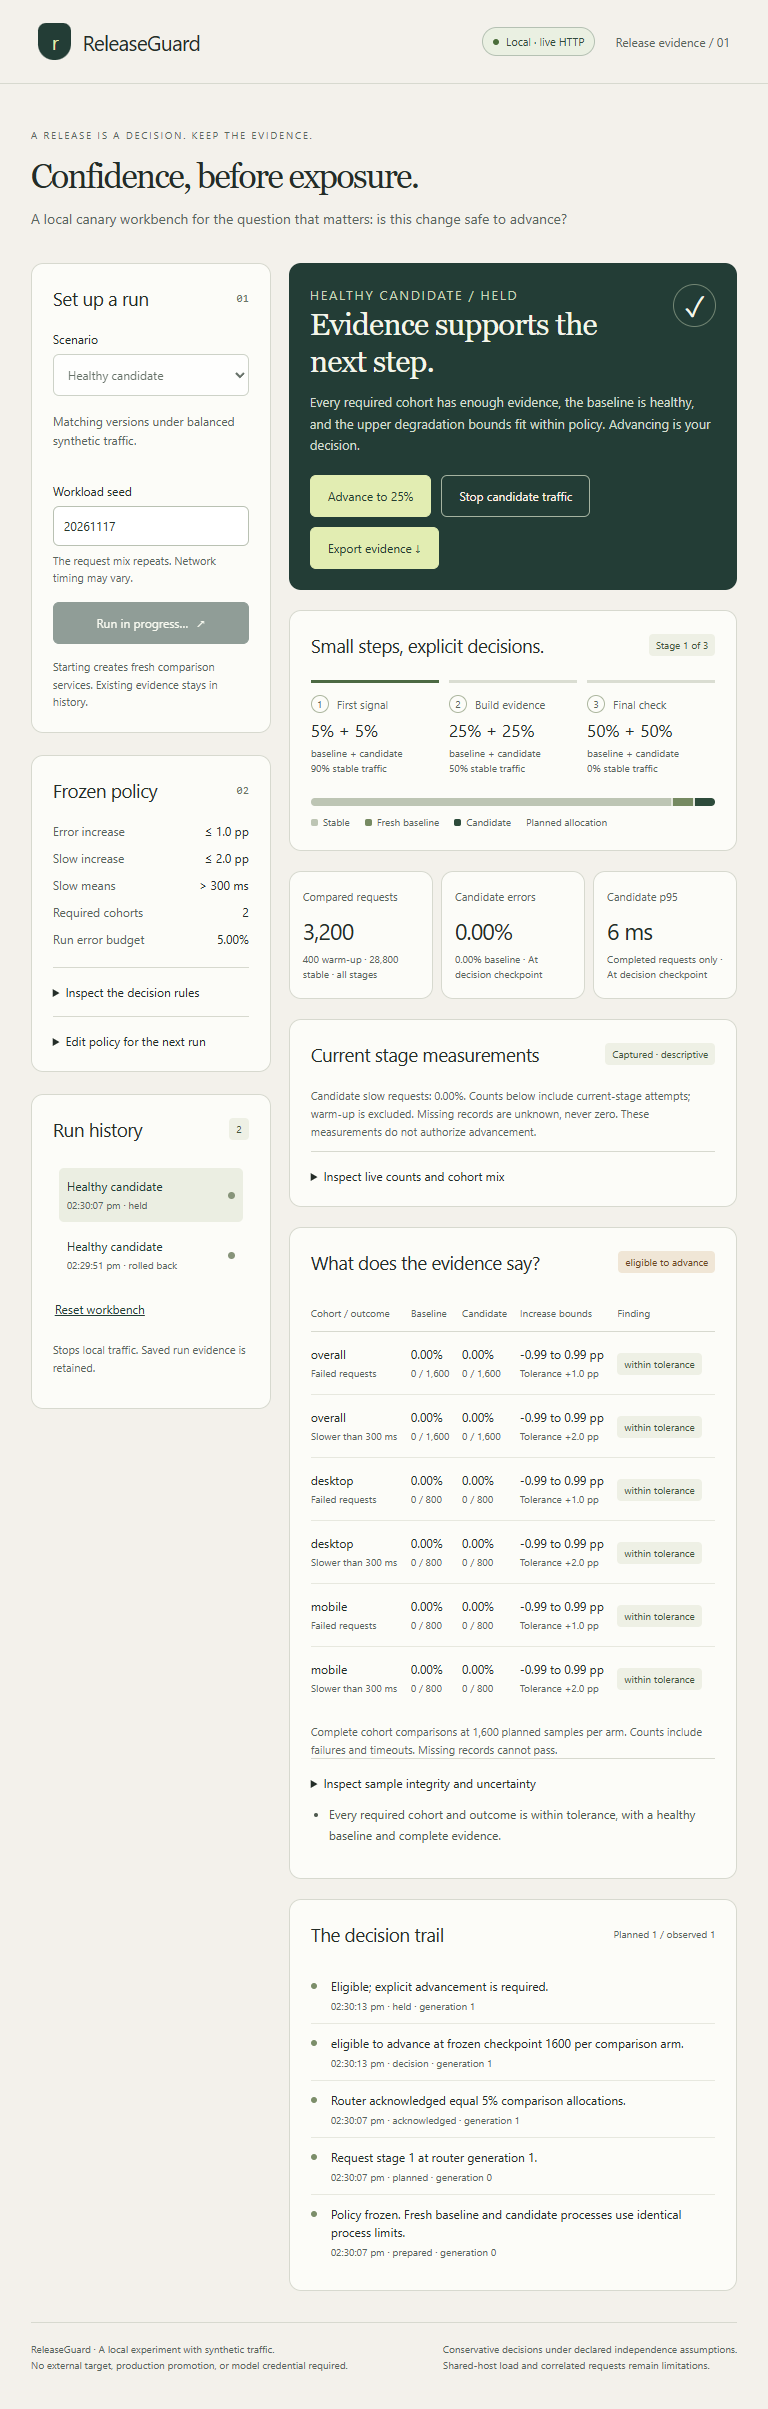 r
ReleaseGuard
Local · live HTTP
Release evidence / 01
A RELEASE IS A DECISION. KEEP THE EVIDENCE.
Confidence, before exposure.
A local canary workbench for the question that matters: is this change safe to advance?
Set up a run
01
Scenario
Healthy candidate
Matching versions under balanced
synthetic traffic.
Workload seed
20261117
The request mix repeats. Network
timing may vary.
Run in progress... ↗
Starting creates fresh comparison
services. Existing evidence stays in
history.
Frozen policy
02
Error increase
≤ 1.0 pp
Slow increase
≤ 2.0 pp
Slow means
> 300 ms
Required cohorts
2
Run error budget
5.00%
Inspect the decision rules
Edit policy for the next run
Run history
2
Healthy candidate
02:30:07 pm · held
Healthy candidate
02:29:51 pm · rolled back
Reset workbench
Stops local traffic. Saved run evidence is
retained.
HEALTHY CANDIDATE / HELD
✓
Evidence supports the
next step.
Every required cohort has enough evidence, the baseline is healthy,
and the upper degradation bounds fit within policy. Advancing is your
decision.
Advance to 25%
Stop candidate traffic
Export evidence ↓
Small steps, explicit decisions.
Stage 1 of 3
1 First signal
5% + 5%
baseline + candidate
90% stable traffic
2 Build evidence
25% + 25%
baseline + candidate
50% stable traffic
3 Final check
50% + 50%
baseline + candidate
0% stable traffic
Stable
Fresh baseline
Candidate
Planned allocation
Compared requests
3,200
400 warm-up · 28,800
stable · all stages
Candidate errors
0.00%
0.00% baseline · At
decision checkpoint
Candidate p95
6 ms
Completed requests only ·
At decision checkpoint
Current stage measurements
Captured · descriptive
Candidate slow requests: 0.00%. Counts below include current-stage attempts;
warm-up is excluded. Missing records are unknown, never zero. These
measurements do not authorize advancement.
Inspect live counts and cohort mix
What does the evidence say?
eligible to advance
Cohort / outcome Baseline Candidate Increase bounds Finding
overall 0.00% 0.00% -0.99 to 0.99 pp within tolerance
Failed requests 0 / 1,600 0 / 1,600 Tolerance +1.0 pp
overall 0.00% 0.00% -0.99 to 0.99 pp within tolerance
Slower than 300 ms 0 / 1,600 0 / 1,600 Tolerance +2.0 pp
desktop 0.00% 0.00% -0.99 to 0.99 pp within tolerance
Failed requests 0 / 800 0 / 800 Tolerance +1.0 pp
desktop 0.00% 0.00% -0.99 to 0.99 pp within tolerance
Slower than 300 ms 0 / 800 0 / 800 Tolerance +2.0 pp
mobile 0.00% 0.00% -0.99 to 0.99 pp within tolerance
Failed requests 0 / 800 0 / 800 Tolerance +1.0 pp
mobile 0.00% 0.00% -0.99 to 0.99 pp within tolerance
Slower than 300 ms 0 / 800 0 / 800 Tolerance +2.0 pp
Complete cohort comparisons at 1,600 planned samples per arm. Counts include
failures and timeouts. Missing records cannot pass.
Inspect sample integrity and uncertainty
• Every required cohort and outcome is within tolerance, with a healthy
baseline and complete evidence.
The decision trail
Planned 1 / observed 1
Eligible; explicit advancement is required.
02:30:13 pm · held · generation 1
eligible to advance at frozen checkpoint 1600 per comparison arm.
02:30:13 pm · decision · generation 1
Router acknowledged equal 5% comparison allocations.
02:30:07 pm · acknowledged · generation 1
Request stage 1 at router generation 1.
02:30:07 pm · planned · generation 0
Policy frozen. Fresh baseline and candidate processes use identical
process limits.
02:30:07 pm · prepared · generation 0
ReleaseGuard · A local experiment with synthetic traffic.
No external target, production promotion, or model credential required.
Conservative decisions under declared independence assumptions.
Shared-host load and correlated requests remain limitations.